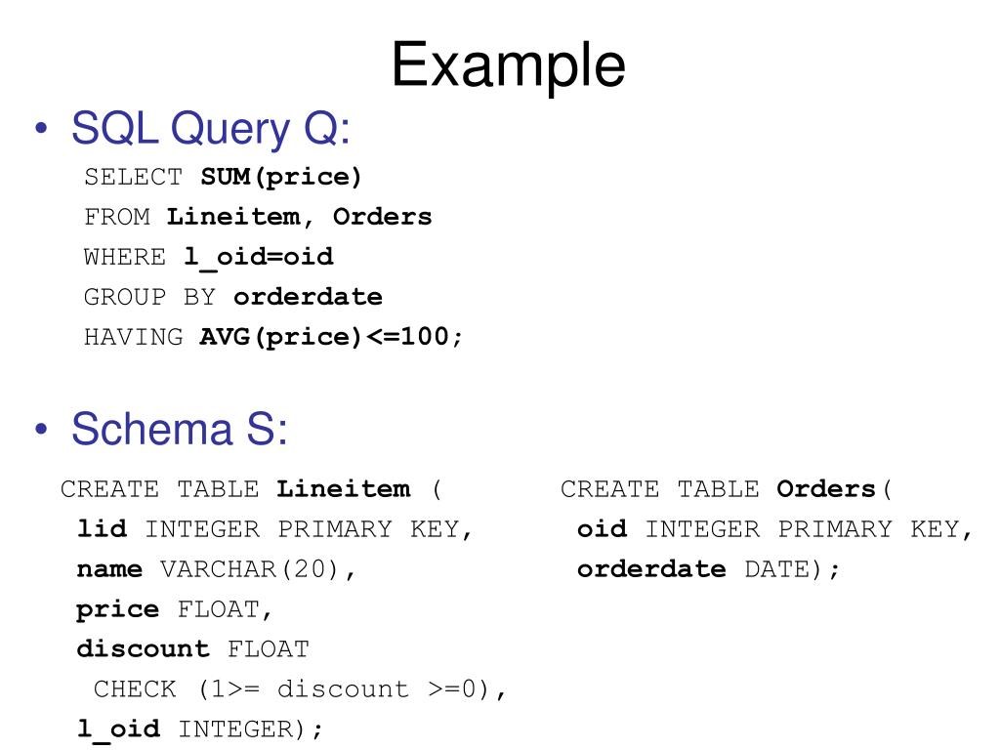 Example
• SQL Query Q:
SELECT SUM(price)
FROM Lineitem, Orders
WHERE l_oid=oid
GROUP BY orderdate
HAVING AVG(price)<=100;
• Schema S:
CREATE TABLE Lineitem (
lid INTEGER PRIMARY KEY,
name VARCHAR(20),
price FLOAT,
discount FLOAT
CHECK (1>= discount >=0),
l_oid INTEGER);
CREATE TABLE Orders(
oid INTEGER PRIMARY KEY,
orderdate DATE);